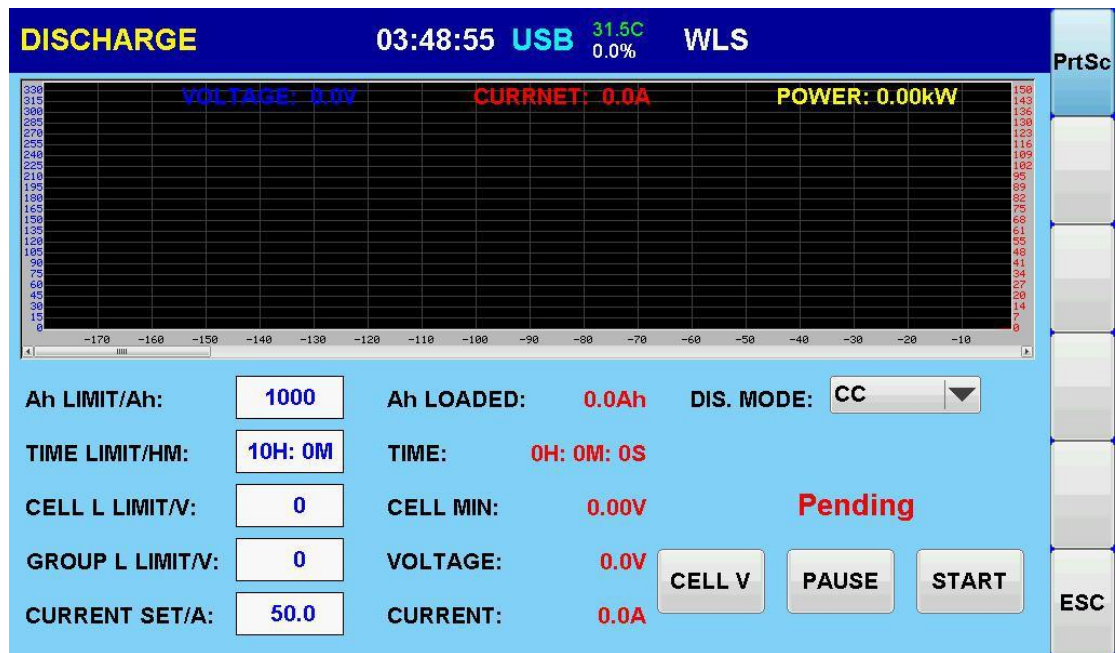 DISCHARGE 03:48:55 USB 31.5C 0.0% WLS
PrtSc
VOLTAGE: 0.0V CURRNET: 0.0A POWER: 0.00kW
330 150
315 143
300 136
285 130
270 123
255 116
240 109
225 102
210 95
195 89
180 82
165 75
150 68
135 61
120 55
105 48
90 41
75 34
60 27
45 20
30 14
15 7
0 0
-170 -160 -150 -140 -130 -120 -110 -100 -90 -80 -70 -60 -50 -40 -30 -20 -10
Ah LIMIT/Ah: 1000 Ah LOADED: 0.0Ah DIS. MODE: CC
TIME LIMIT/HM: 10H: 0M TIME: 0H: 0M: 0S
CELL L LIMIT/V: 0 CELL MIN: 0.00V Pending
GROUP L LIMIT/V: 0 VOLTAGE: 0.0V CELL V PAUSE START
CURRENT SET/A: 50.0 CURRENT: 0.0A
ESC